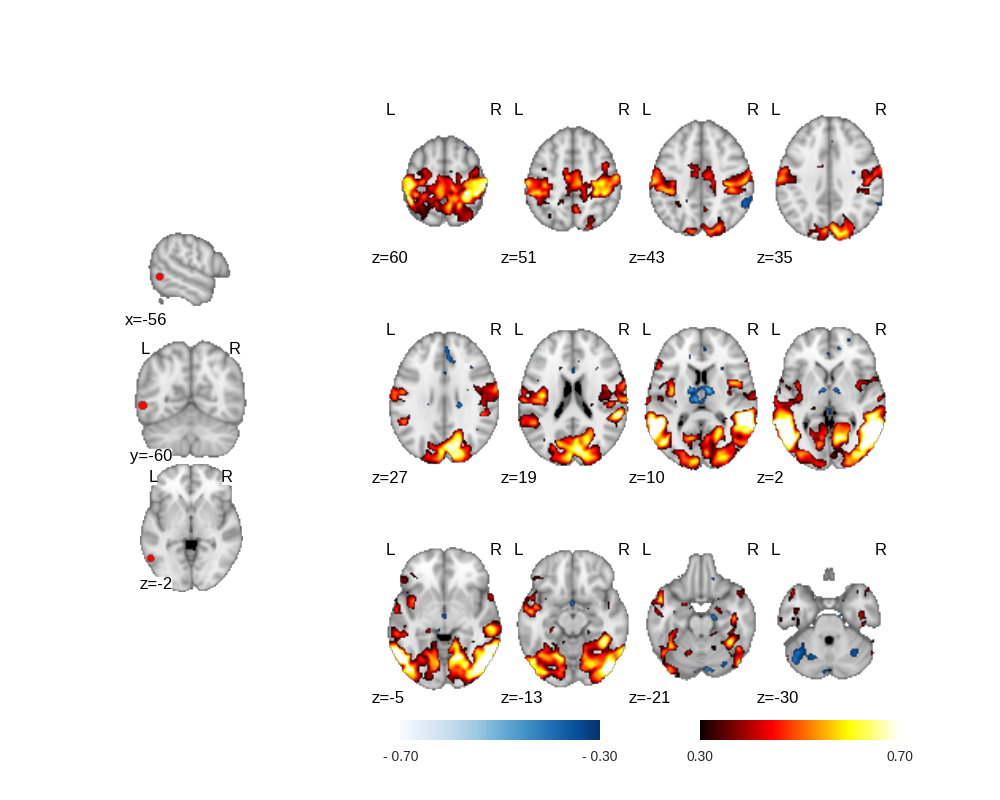 L R L R L R L R
z=60 z=51 z=43 z=35
x=-56
L R
y=-60
L R
z=-2
L R L R L R L R
z=27 z=19 z=10 z=2
L R L R L R L R
z=-5 z=-13 z=-21 z=-30
- 0.70 - 0.30 0.30 0.70